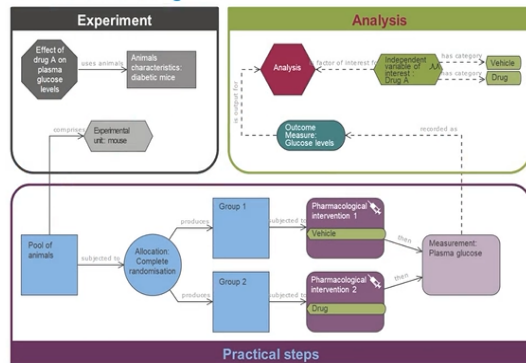 Experiment
Effect of
drug A on
plasma
glucose
levels
uses animals
Animals
characteristics:
diabetic mice
comprises
Experimental
unit: mouse
Analysis
Analysis
factor of interest for
Independent
variable of
interest :
Drug A
has category
Vehicle
has category
Drug
is output for
Outcome
Measure:
Glucose levels
recorded as
Pool of
animals
subjected to
Allocation:
Complete
randomisation
produces
Group 1
subjected to
Pharmacological
intervention 1
Vehicle
then
produces
Group 2
subjected to
Pharmacological
intervention 2
Drug
then
Measurement:
Plasma glucose
Practical steps